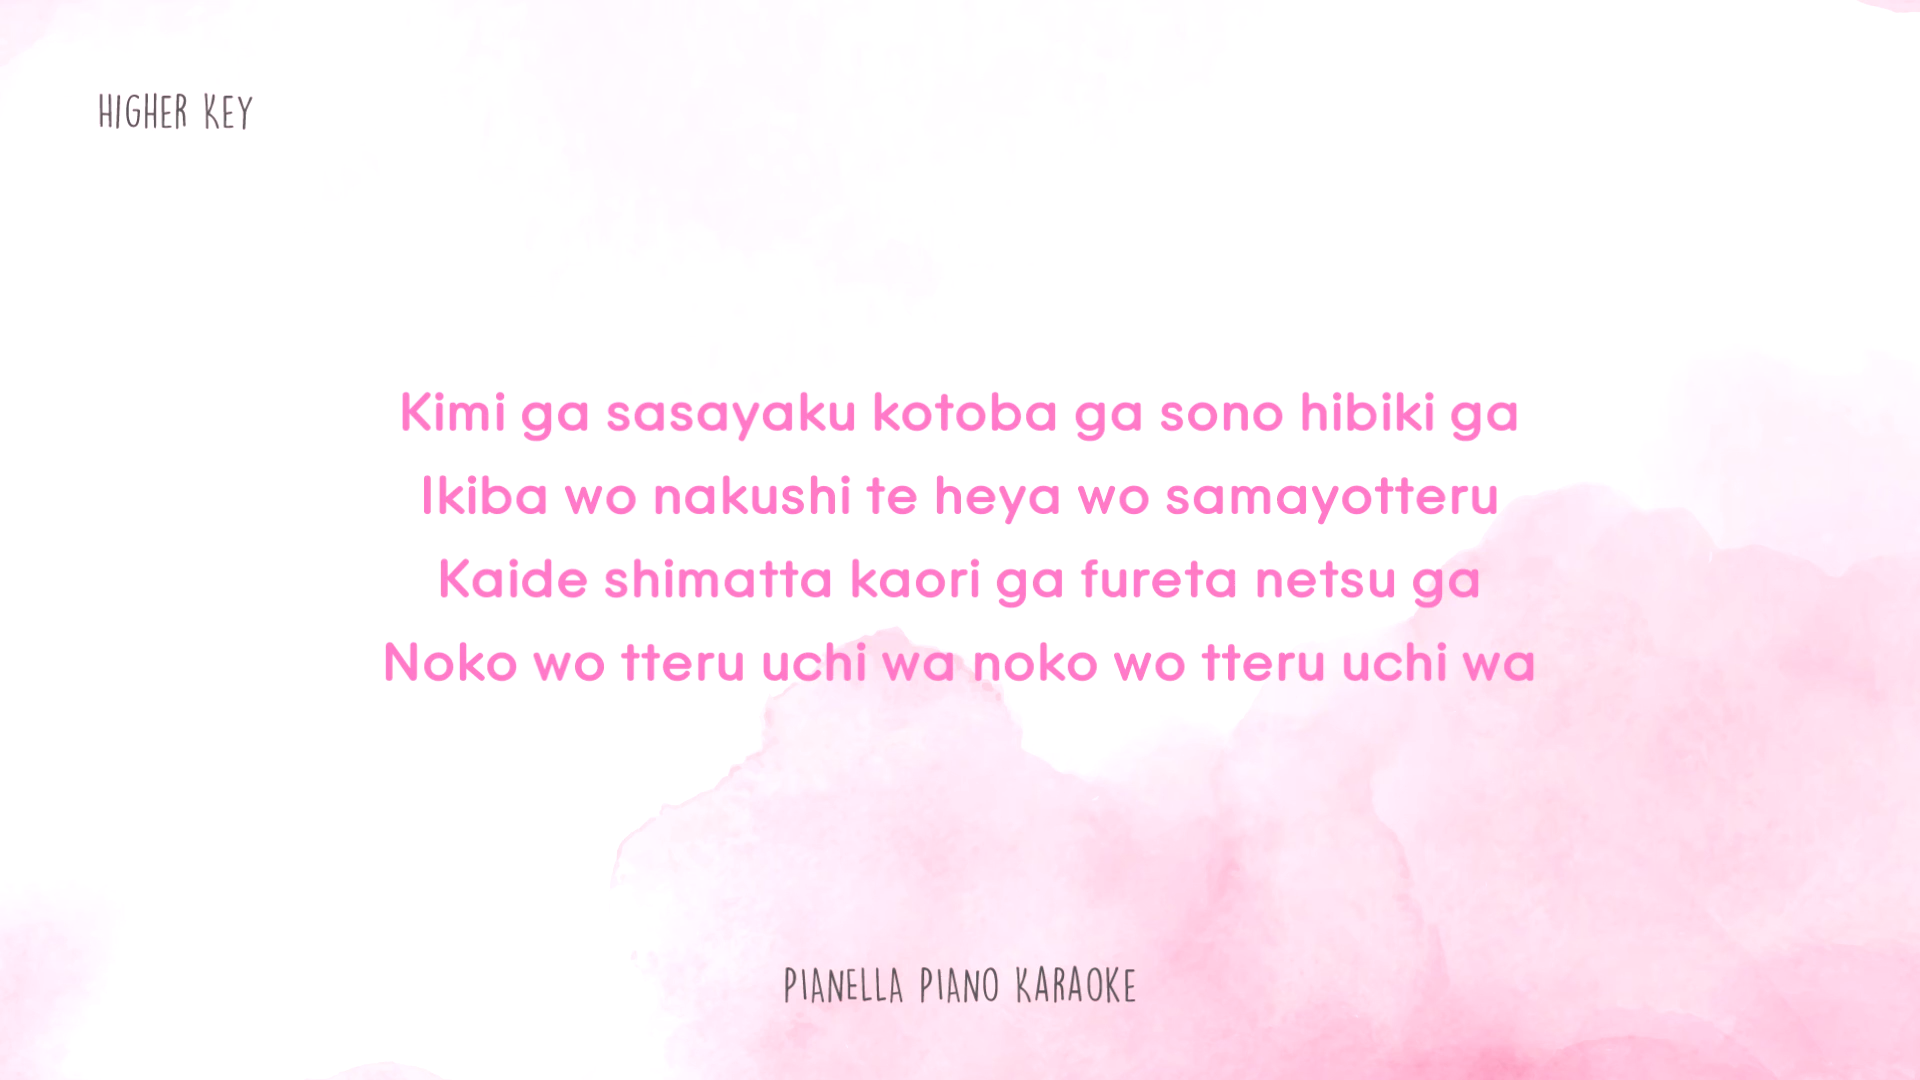 HIGHER KEY
Kimi ga sasayaku kotoba ga sono hibiki ga
Ikiba wo nakushi te heya wo samayotteru
Kaide shimatta kaori ga fureta netsu ga
Noko wo tteru uchi wa noko wo tteru uchi wa
PIANELLA PIANO KARAOKE